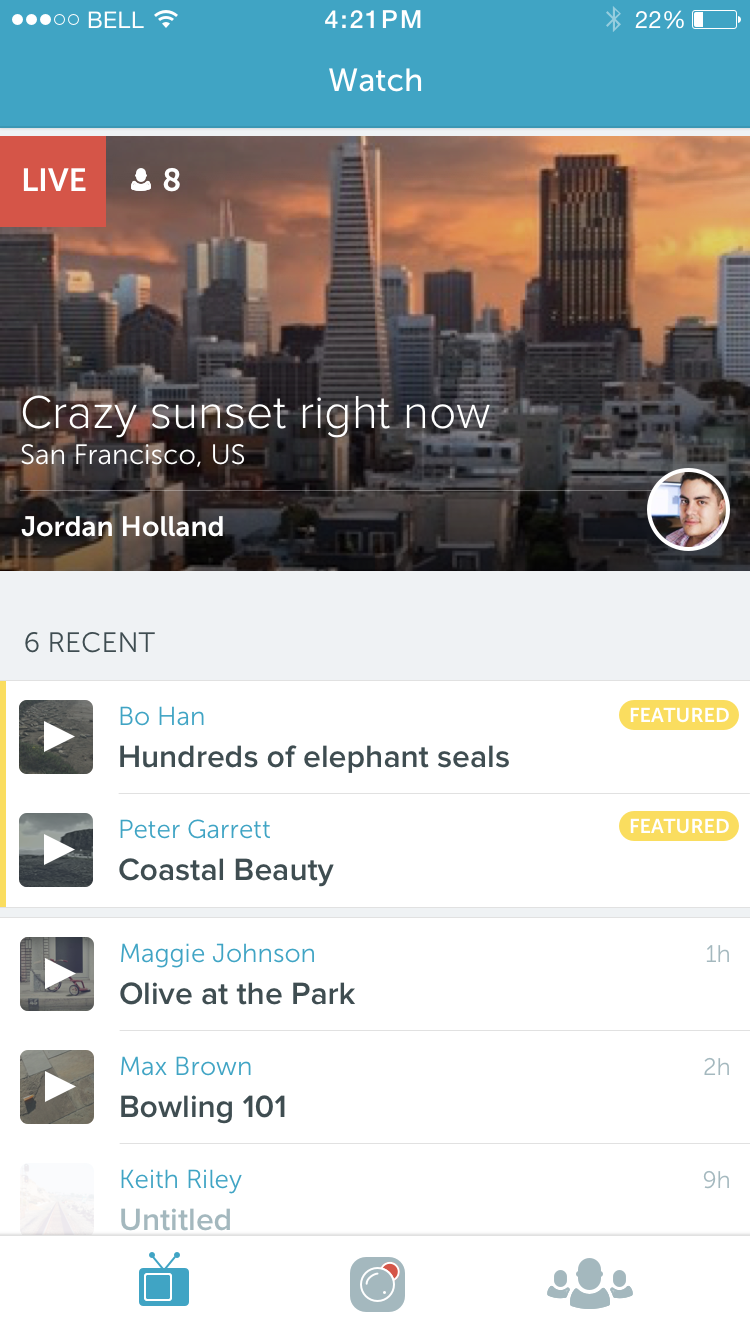 BELL 4:21PM 22%
Watch
LIVE 8
Crazy sunset right now
San Francisco, US
Jordan Holland
6 RECENT
Bo Han FEATURED
Hundreds of elephant seals
Peter Garrett FEATURED
Coastal Beauty
Maggie Johnson 1h
Olive at the Park
Max Brown 2h
Bowling 101
Keith Riley 9h
Untitled